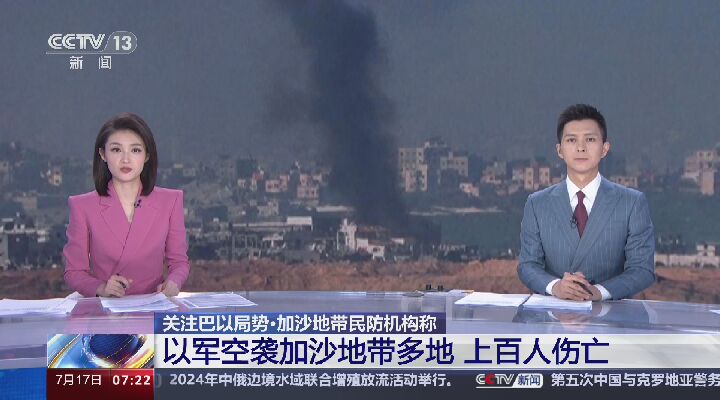 CCTV 13
新闻
关注巴以局势·加沙地带民防机构称
以军空袭加沙地带多地 上百人伤亡
7月17日 07:22 2024年中俄边境水域联合增殖放流活动举行。 CCTV 新闻 第五次中国与克罗地亚警务